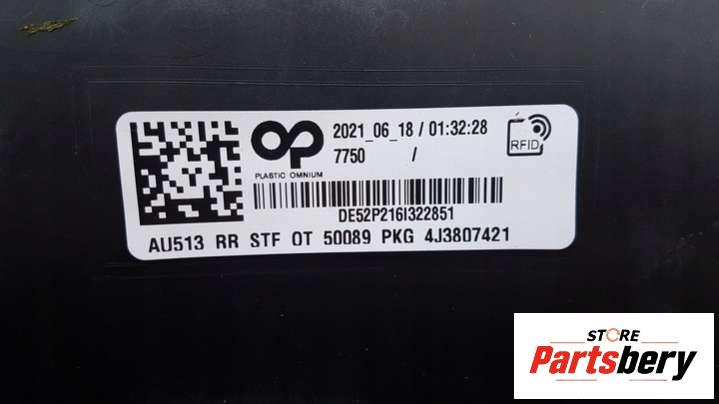 2021_06_18 / 01:32:28
7750 /
RFID
OP
PLASTIC OMNIUM
DE52P216I322851
AU513 RR STF OT 50089 PKG 4J3807421
STORE
Partsbery